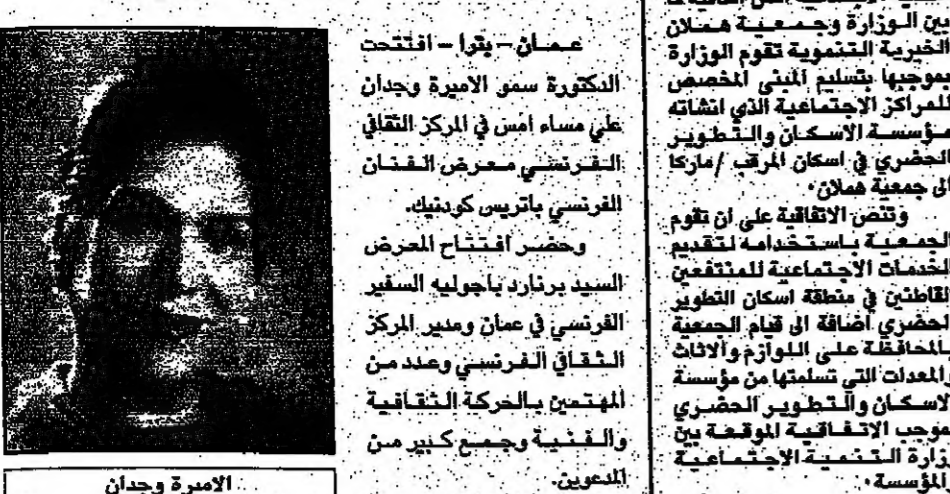 عمان – بترا – افتتحت
الدكتورة سمو الاميرة وجدان
علي مساء امس في المركز الثقافي
الفرنسي معرض الفنان
الفرنسي باتريس كودنيك.
وحضر افتتاح المعرض
السيد برنارد باجوليه السفير
الفرنسي في عمان ومدير المركز
الثقافي الفرنسي وعدد من
المهتمين بالحركة الثقافية
والفنية وجمع كبير من
المدعوين.
الاميرة وجدان
بين الوزارة وجمعية هملان
الخيرية التنموية تقوم الوزارة
بموجبها بتسليم المبنى المخصص
للمراكز الاجتماعية الذي انشاته
مؤسسة الاسكان والتطوير
الحضري في اسكان المرقب /ماركا
الى جمعية هملان.
وتنص الاتفاقية على ان تقوم
الجمعية باستخدامه لتقديم
الخدمات الاجتماعية للمنتفعين
القاطنين في منطقة اسكان التطوير
الحضري اضافة الى قيام الجمعية
بالمحافظة على اللوازم والاثاث
والمعدات التي تسلمتها من مؤسسة
الاسكان والتطوير الحضري
بموجب الاتفاقية الموقعة بين
وزارة التنمية الاجتماعية
والمؤسسة.